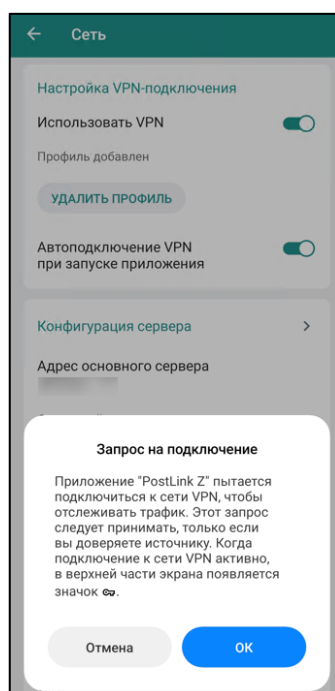 Сеть
Настройка VPN-подключения
Использовать VPN
Профиль добавлен
УДАЛИТЬ ПРОФИЛЬ
Автоподключение VPN
при запуске приложения
Конфигурация сервера
Адрес основного сервера
Запрос на подключение
Приложение "PostLink Z" пытается
подключиться к сети VPN, чтобы
отслеживать трафик. Этот запрос
следует принимать, только если
вы доверяете источнику. Когда
подключение к сети VPN активно,
в верхней части экрана появляется
значок .
Отмена
ОК